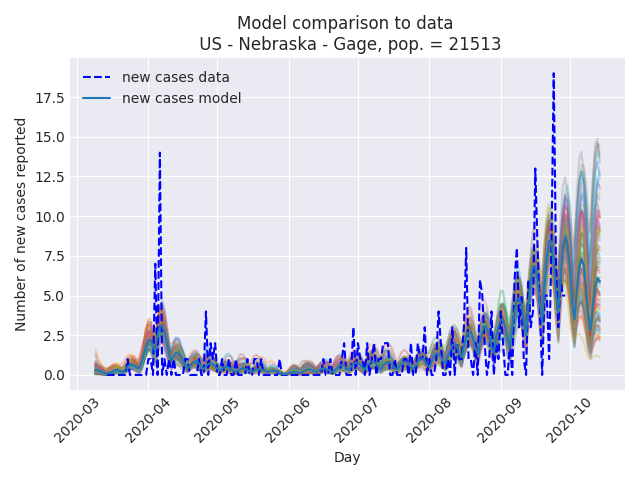 Model comparison to data
US - Nebraska - Gage, pop. = 21513
new cases data
new cases model
Number of new cases reported
17.5
15.0
12.5
10.0
7.5
5.0
2.5
0.0
2020-03
2020-04
2020-05
2020-06
2020-07
2020-08
2020-09
2020-10
Day